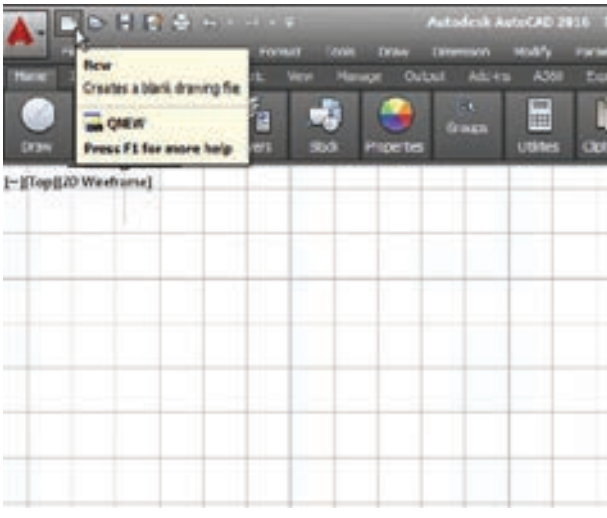 Autodesk AutoCAD 2016
Format Tools Draw Dimension Modify
Home View Manage Output Add-ins A360
New
Creates a blank drawing file
QNEW
Press F1 for more help
Draw Block Properties Groups Utilities
[−][Top][2D Wireframe]